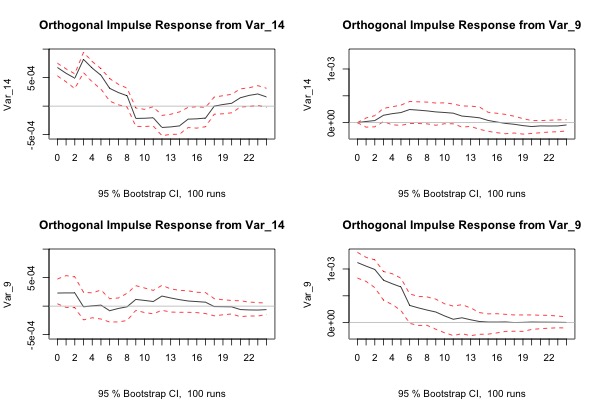 Orthogonal Impulse Response from Var_14
Var_14
5e-04
-5e-04
0 2 4 6 8 10 13 16 19 22
95 % Bootstrap CI, 100 runs
Orthogonal Impulse Response from Var_9
Var_14
1e-03
0e+00
0 2 4 6 8 10 13 16 19 22
95 % Bootstrap CI, 100 runs
Orthogonal Impulse Response from Var_14
Var_9
5e-04
-5e-04
0 2 4 6 8 10 13 16 19 22
95 % Bootstrap CI, 100 runs
Orthogonal Impulse Response from Var_9
Var_9
1e-03
0e+00
0 2 4 6 8 10 13 16 19 22
95 % Bootstrap CI, 100 runs